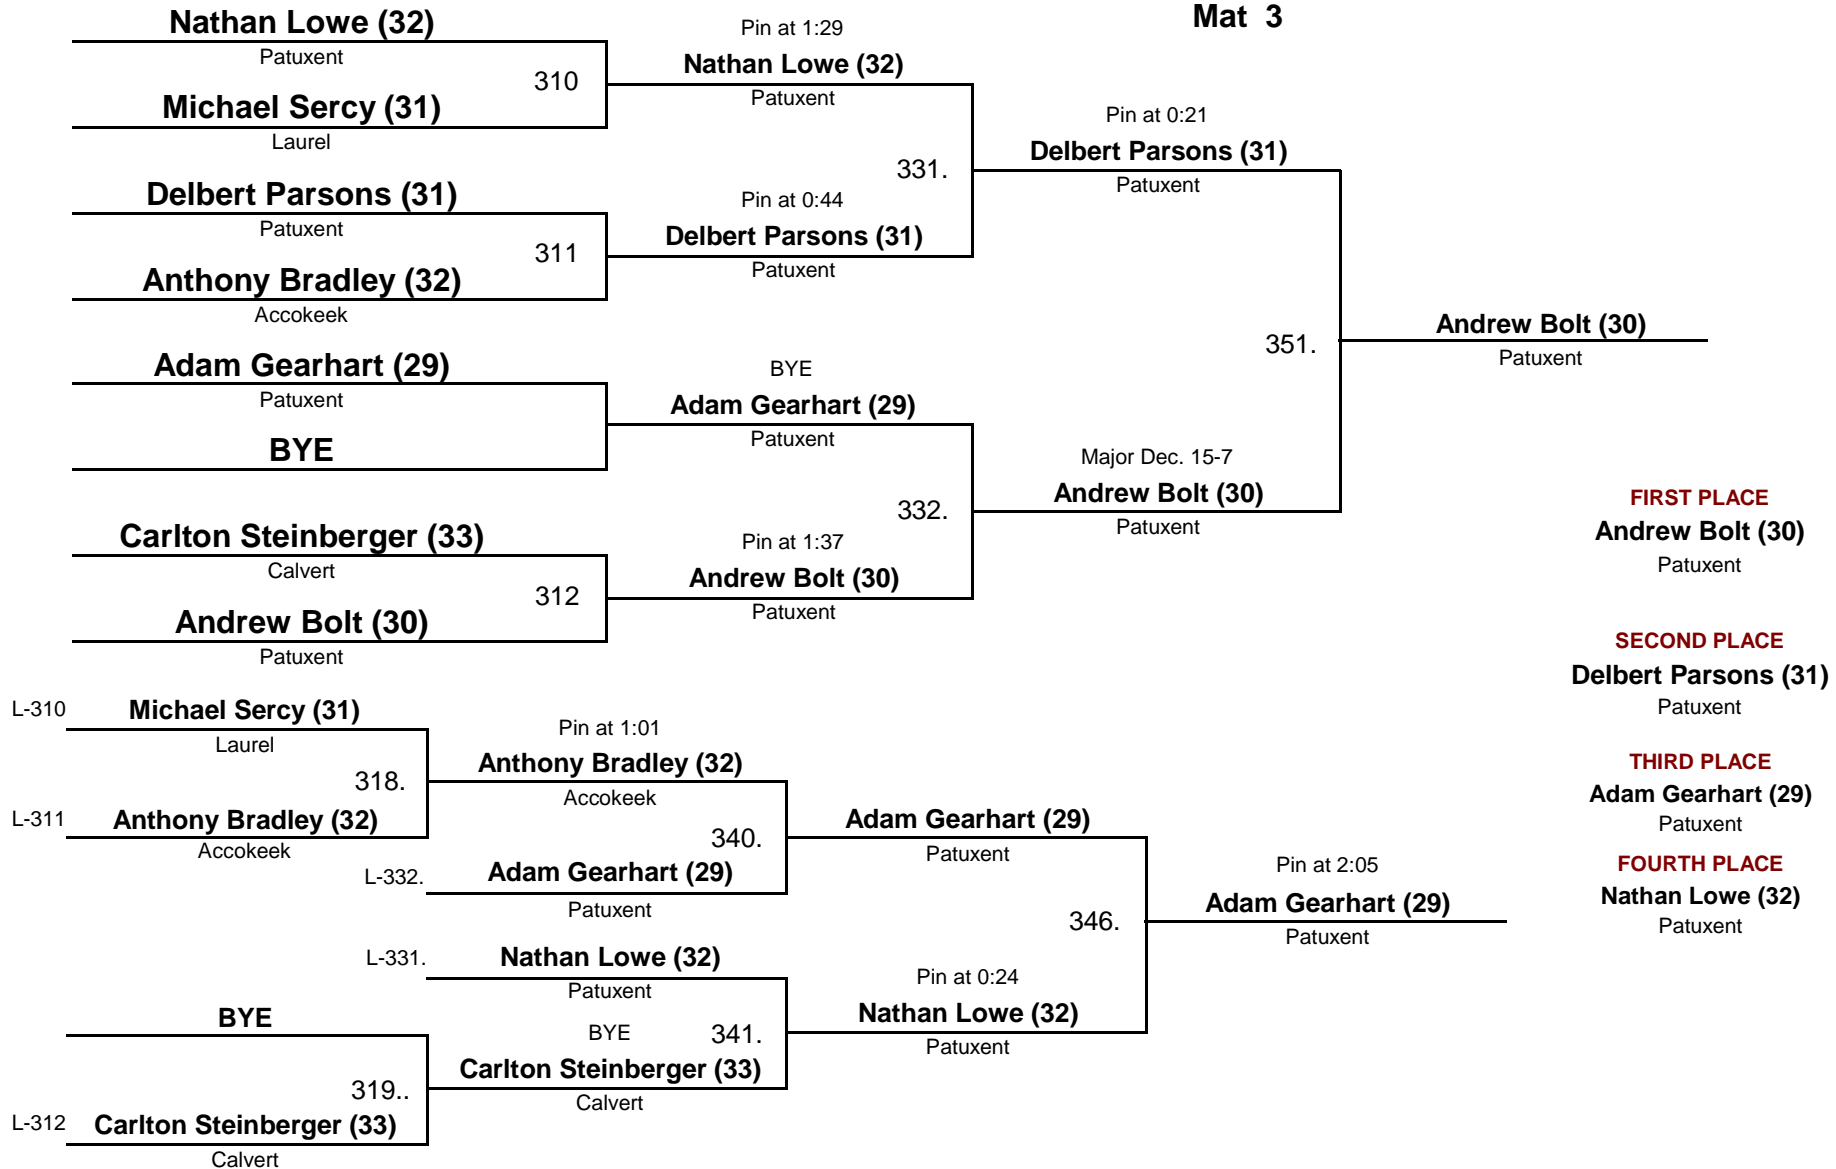 Mat 3
Nathan Lowe (32)
Patuxent
310
Michael Sercy (31)
Laurel
Delbert Parsons (31)
Patuxent
311
Anthony Bradley (32)
Accokeek
Adam Gearhart (29)
Patuxent
BYE
Carlton Steinberger (33)
Calvert
312
Andrew Bolt (30)
Patuxent
Pin at 1:29
Nathan Lowe (32)
Patuxent
331.
Pin at 0:44
Delbert Parsons (31)
Patuxent
BYE
Adam Gearhart (29)
Patuxent
332.
Pin at 1:37
Andrew Bolt (30)
Patuxent
Pin at 0:21
Delbert Parsons (31)
Patuxent
351.
Major Dec. 15-7
Andrew Bolt (30)
Patuxent
Andrew Bolt (30)
Patuxent
FIRST PLACE
Andrew Bolt (30)
Patuxent
SECOND PLACE
Delbert Parsons (31)
Patuxent
THIRD PLACE
Adam Gearhart (29)
Patuxent
FOURTH PLACE
Nathan Lowe (32)
Patuxent
L-310 Michael Sercy (31)
Laurel
318.
L-311 Anthony Bradley (32)
Accokeek
Pin at 1:01
Anthony Bradley (32)
Accokeek
340.
L-332. Adam Gearhart (29)
Patuxent
L-331. Nathan Lowe (32)
Patuxent
BYE
BYE 341.
Carlton Steinberger (33)
Calvert
319..
L-312 Carlton Steinberger (33)
Calvert
Adam Gearhart (29)
Patuxent
346.
Pin at 0:24
Nathan Lowe (32)
Patuxent
Pin at 2:05
Adam Gearhart (29)
Patuxent